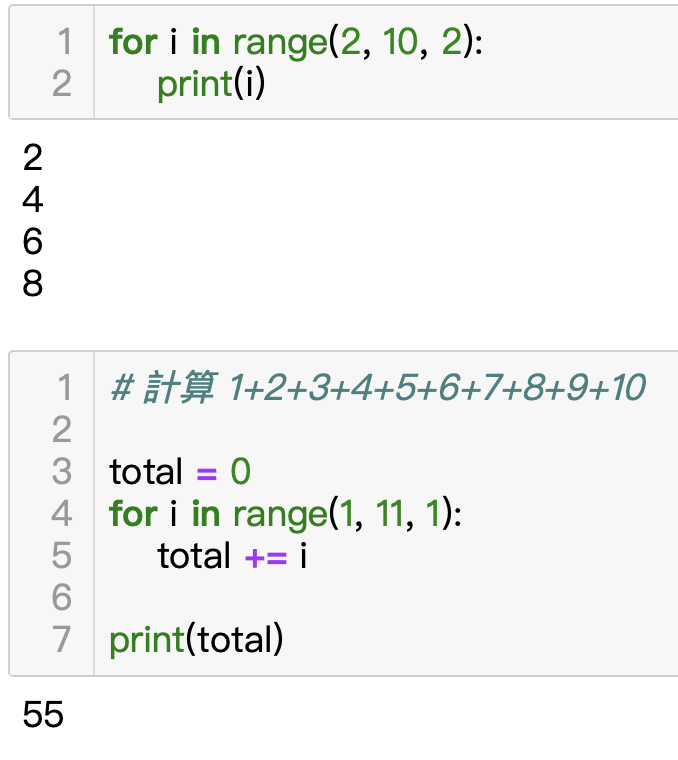 1 for i in range(2, 10, 2):
2     print(i)
2
4
6
8
1 # 計算 1+2+3+4+5+6+7+8+9+10
2
3 total = 0
4 for i in range(1, 11, 1):
5     total += i
6
7 print(total)
55